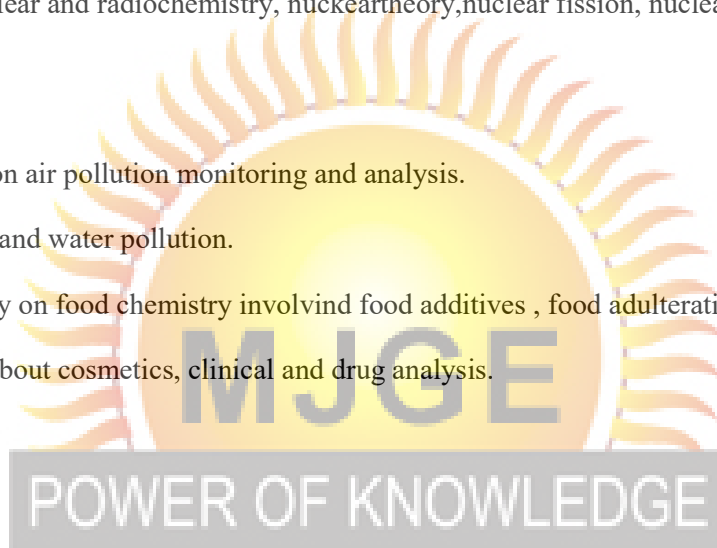 lear and radiochemistry, nuckeartheory,nuclear fission, nuclea
on air pollution monitoring and analysis.
and water pollution.
y on food chemistry involvind food additives , food adulterati
bout cosmetics, clinical and drug analysis.
MJGE
POWER OF KNOWLEDGE